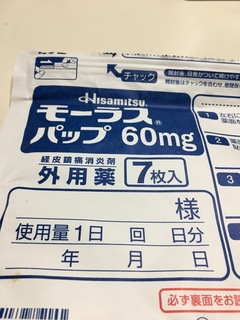 チャック
Hisamitsu®
モーラス®
パップ 60mg
経皮鎮痛消炎剤
外用薬 7枚入
様
使用量1日 回 日分
年 月 日
必ず裏面をお読